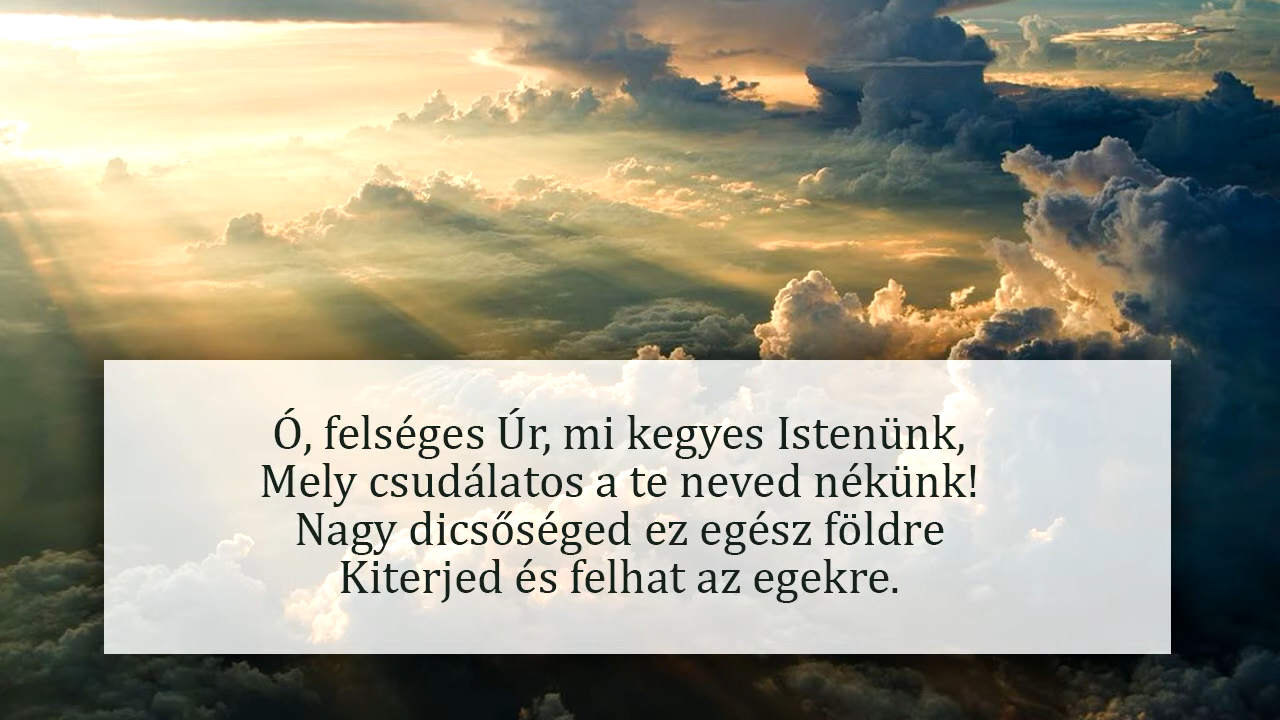 Ó, felséges Úr, mi kegyes Istenünk,
Mely csudálatos a te neved nékünk!
Nagy dicsőséged ez egész földre
Kiterjed és felhat az egekre.